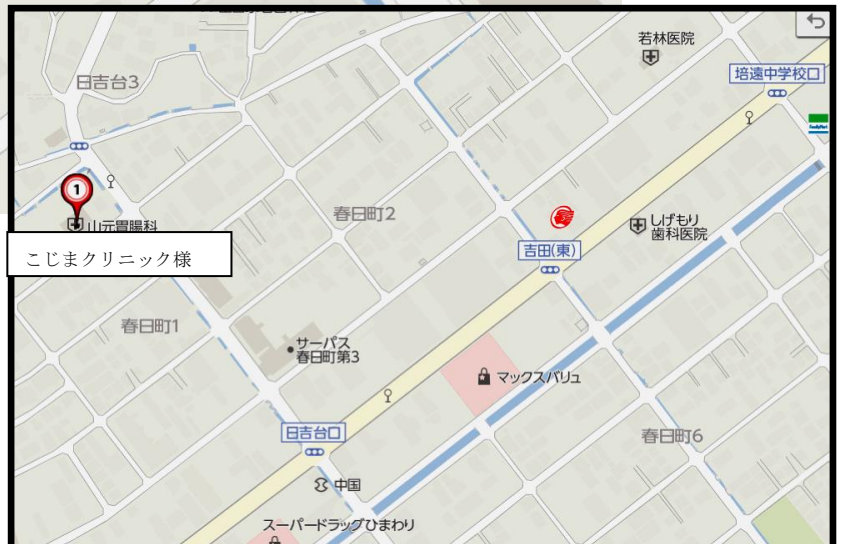 若林医院
培遠中学校口
FamilyMart
日吉台3
1
山元胃腸科
こじまクリニック様
春日町2
しげもり
歯科医院
吉田(東)
春日町1
サーパス
春日町第3
マックスバリュ
日吉台口
春日町6
中国
スーパードラッグひまわり